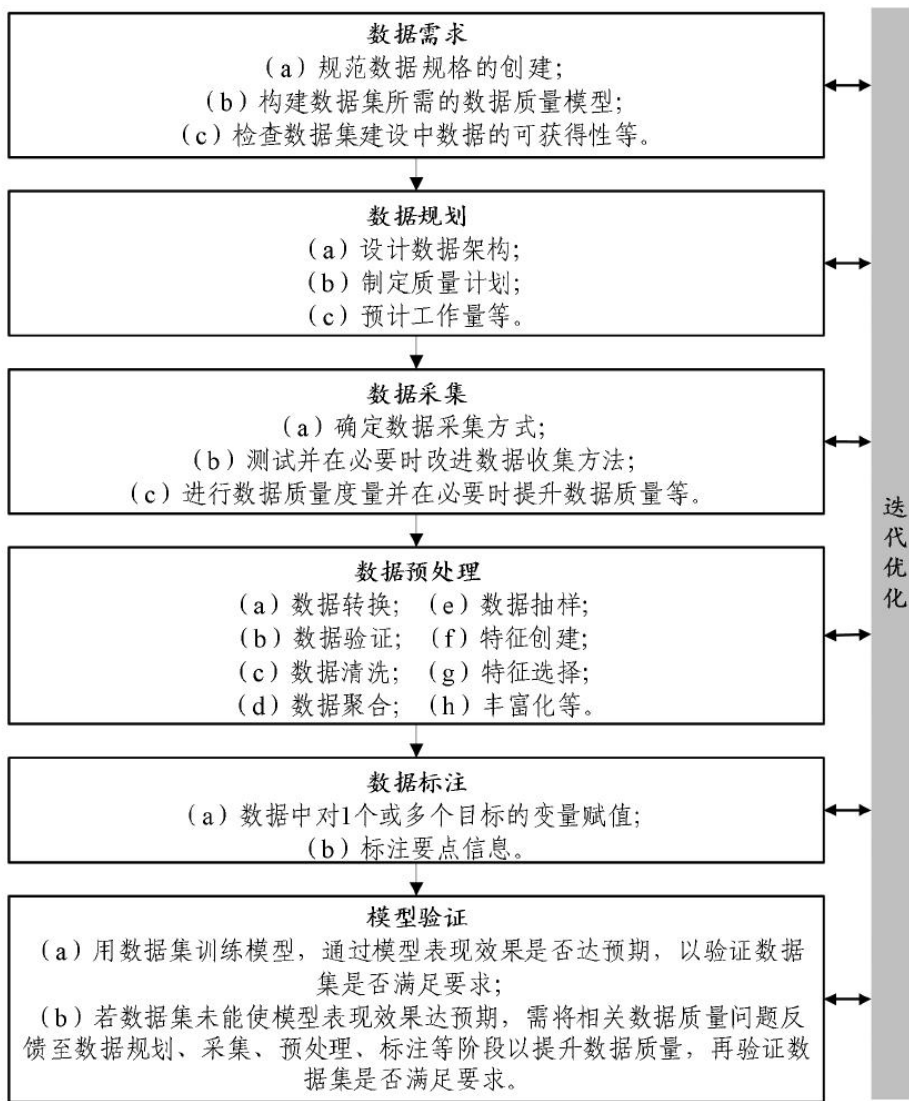 数据需求
（a）规范数据规格的创建；
（b）构建数据集所需的数据质量模型；
（c）检查数据集建设中数据的可获得性等。
数据规划
（a）设计数据架构；
（b）制定质量计划；
（c）预计工作量等。
数据采集
（a）确定数据采集方式；
（b）测试并在必要时改进数据收集方法；
（c）进行数据质量度量并在必要时提升数据质量等。
数据预处理
（a）数据转换；（e）数据抽样；
（b）数据验证；（f）特征创建；
（c）数据清洗；（g）特征选择；
（d）数据聚合；（h）丰富化等。
数据标注
（a）数据中对1个或多个目标的变量赋值；
（b）标注要点信息。
模型验证
（a）用数据集训练模型，通过模型表现效果是否达预期，以验证数据
集是否满足要求；
（b）若数据集未能使模型表现效果达预期，需将相关数据质量问题反
馈至数据规划、采集、预处理、标注等阶段以提升数据质量，再验证数
据集是否满足要求。
迭代优化